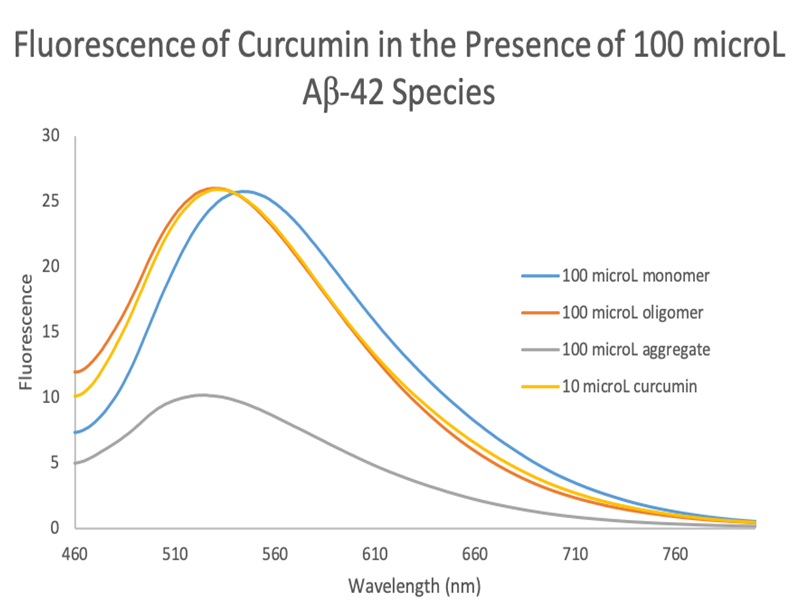 Fluorescence of Curcumin in the Presence of 100 microL
Aβ-42 Species
30
25
20
15
10
5
0
Fluorescence
460
510
560
610
660
710
760
Wavelength (nm)
100 microL monomer
100 microL oligomer
100 microL aggregate
10 microL curcumin